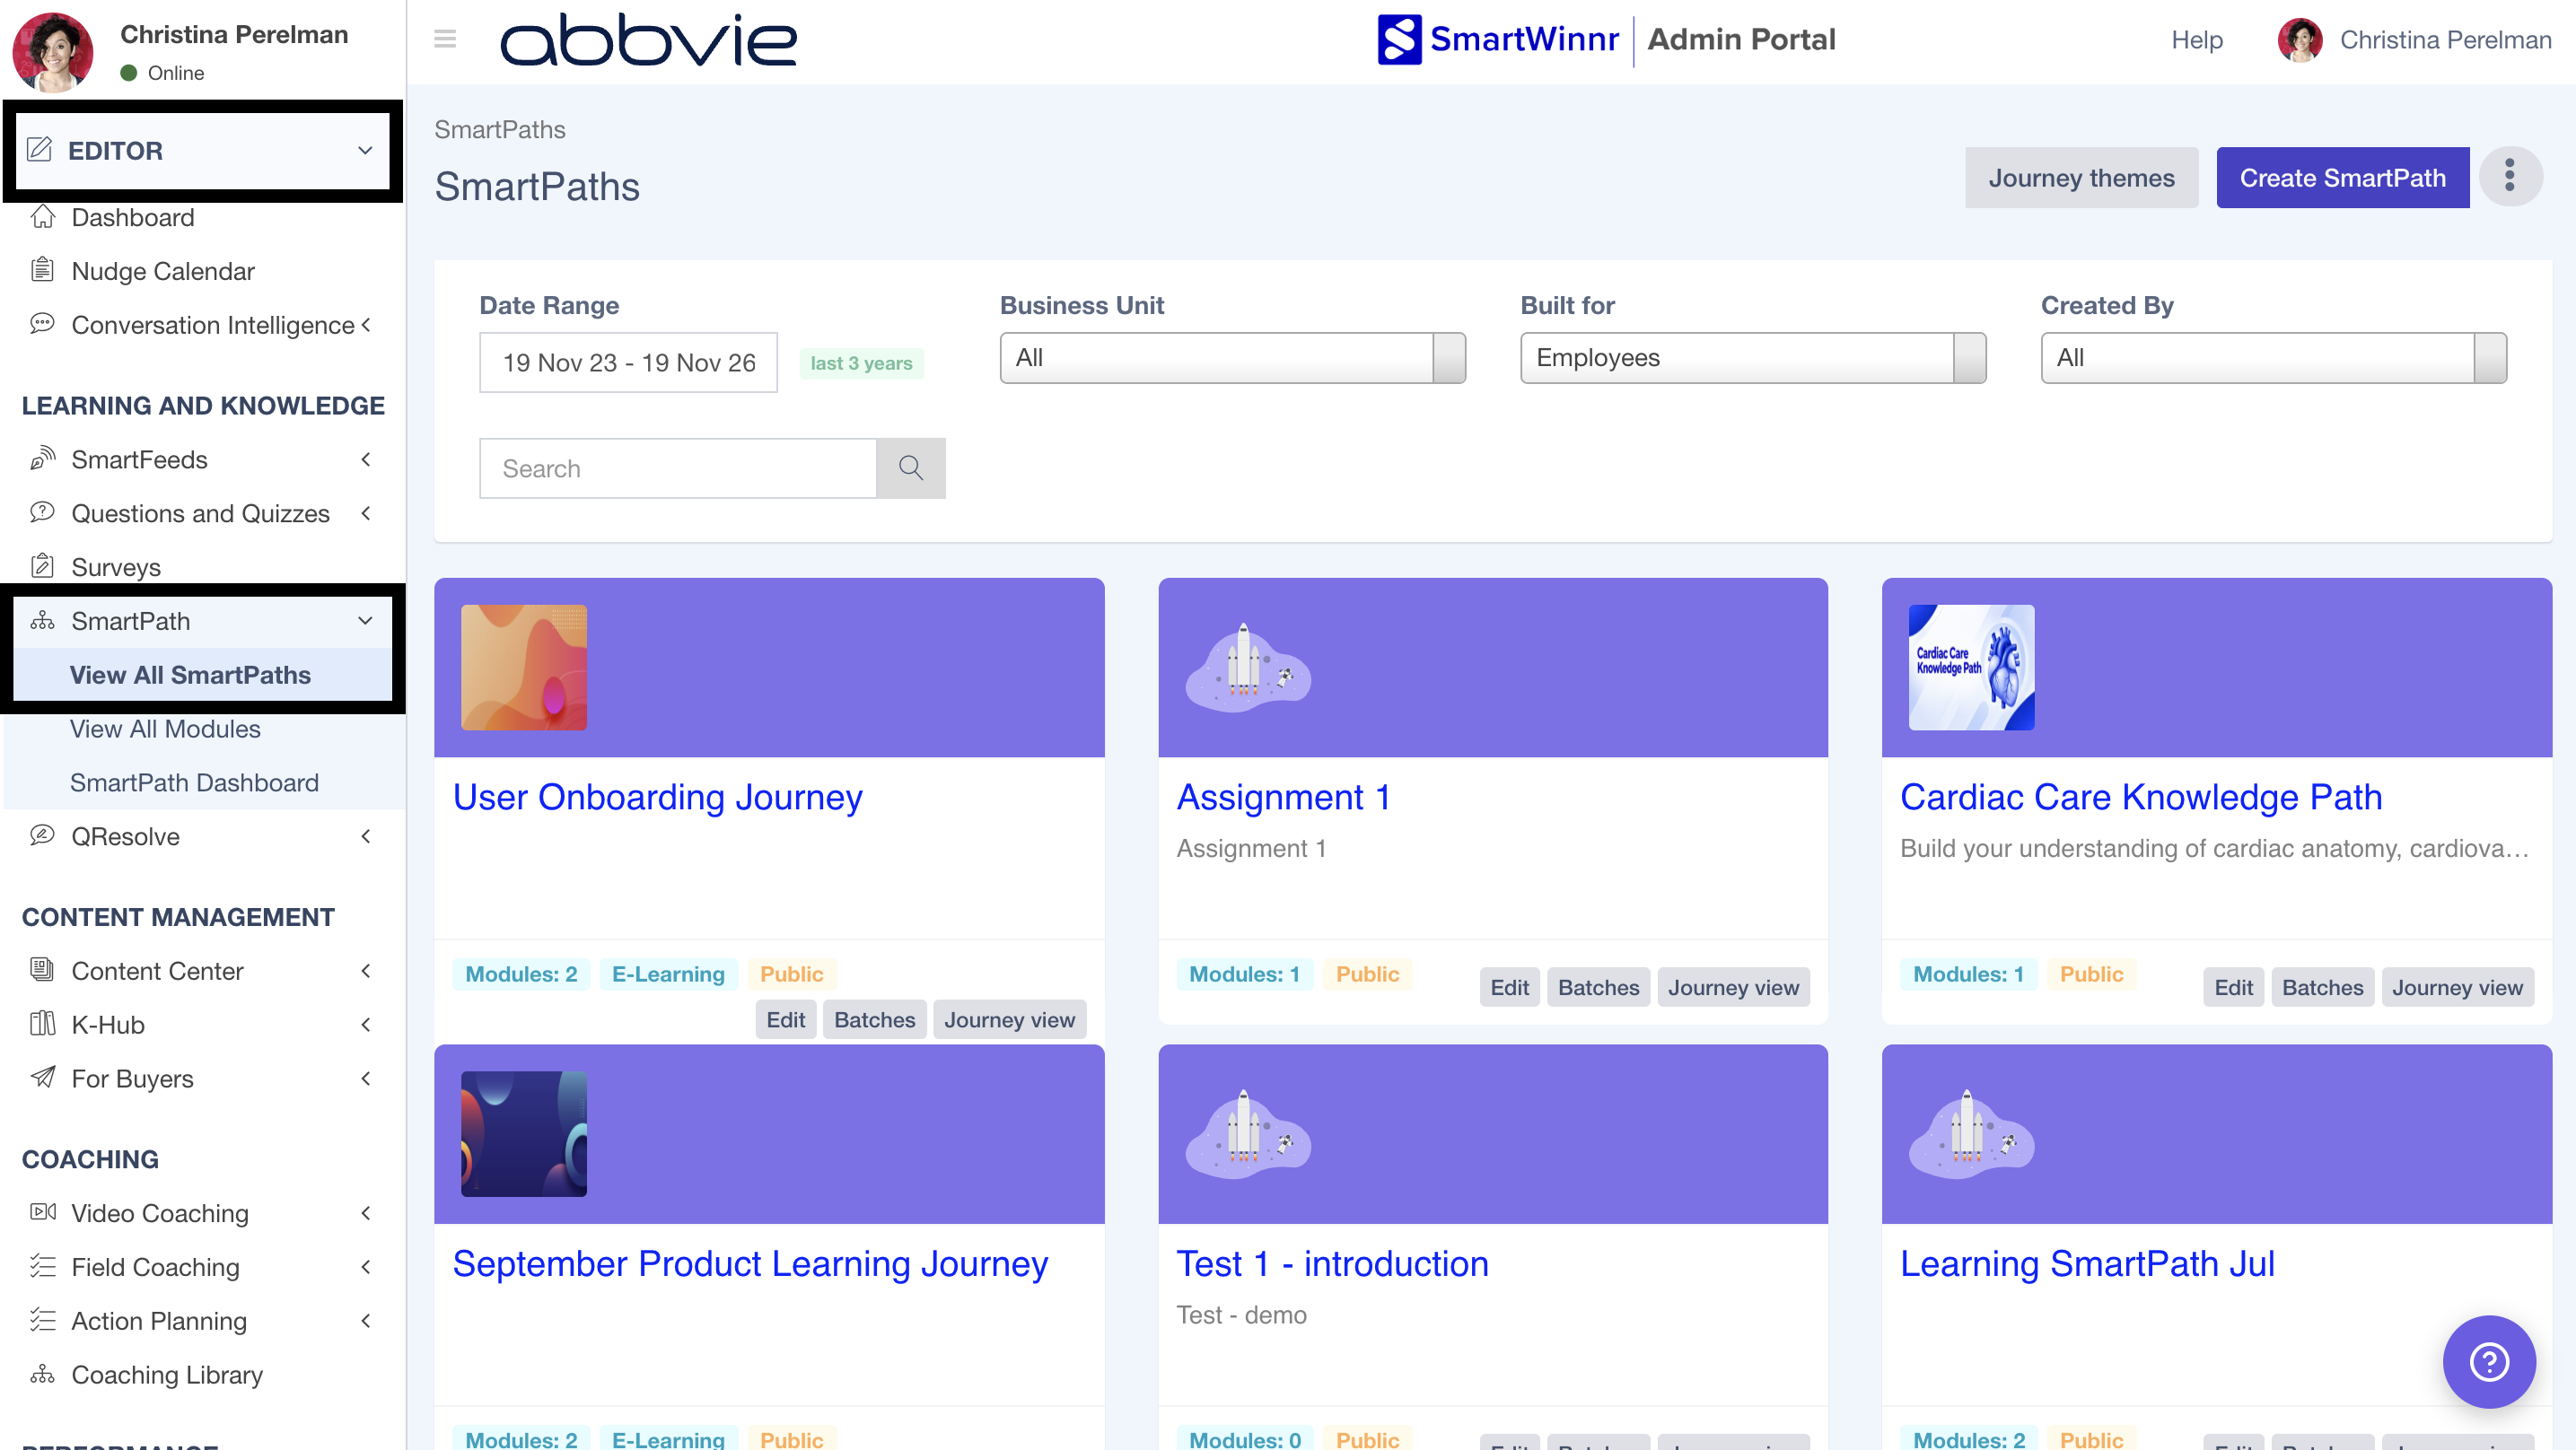 Christina Perelman
Online
EDITOR
Dashboard
Nudge Calendar
Conversation Intelligence
LEARNING AND KNOWLEDGE
SmartFeeds
Questions and Quizzes
Surveys
SmartPath
View All SmartPaths
View All Modules
SmartPath Dashboard
QResolve
CONTENT MANAGEMENT
Content Center
K-Hub
For Buyers
COACHING
Video Coaching
Field Coaching
Action Planning
Coaching Library
PERFORMANCE
abbvie
SmartWinnr Admin Portal
Help
Christina Perelman
SmartPaths
SmartPaths
Journey themes
Create SmartPath
Date Range
19 Nov 23 - 19 Nov 26
last 3 years
Business Unit
All
Built for
Employees
Created By
All
Search
User Onboarding Journey
Modules: 2 E-Learning Public
Edit Batches Journey view
Assignment 1
Assignment 1
Modules: 1 Public
Edit Batches Journey view
Cardiac Care
Knowledge Path
Cardiac Care Knowledge Path
Build your understanding of cardiac anatomy, cardiova...
Modules: 1 Public
Edit Batches Journey view
September Product Learning Journey
Modules: 2 E-Learning Public
Test 1 - introduction
Test - demo
Modules: 0 Public
Learning SmartPath Jul
Modules: 2 Public